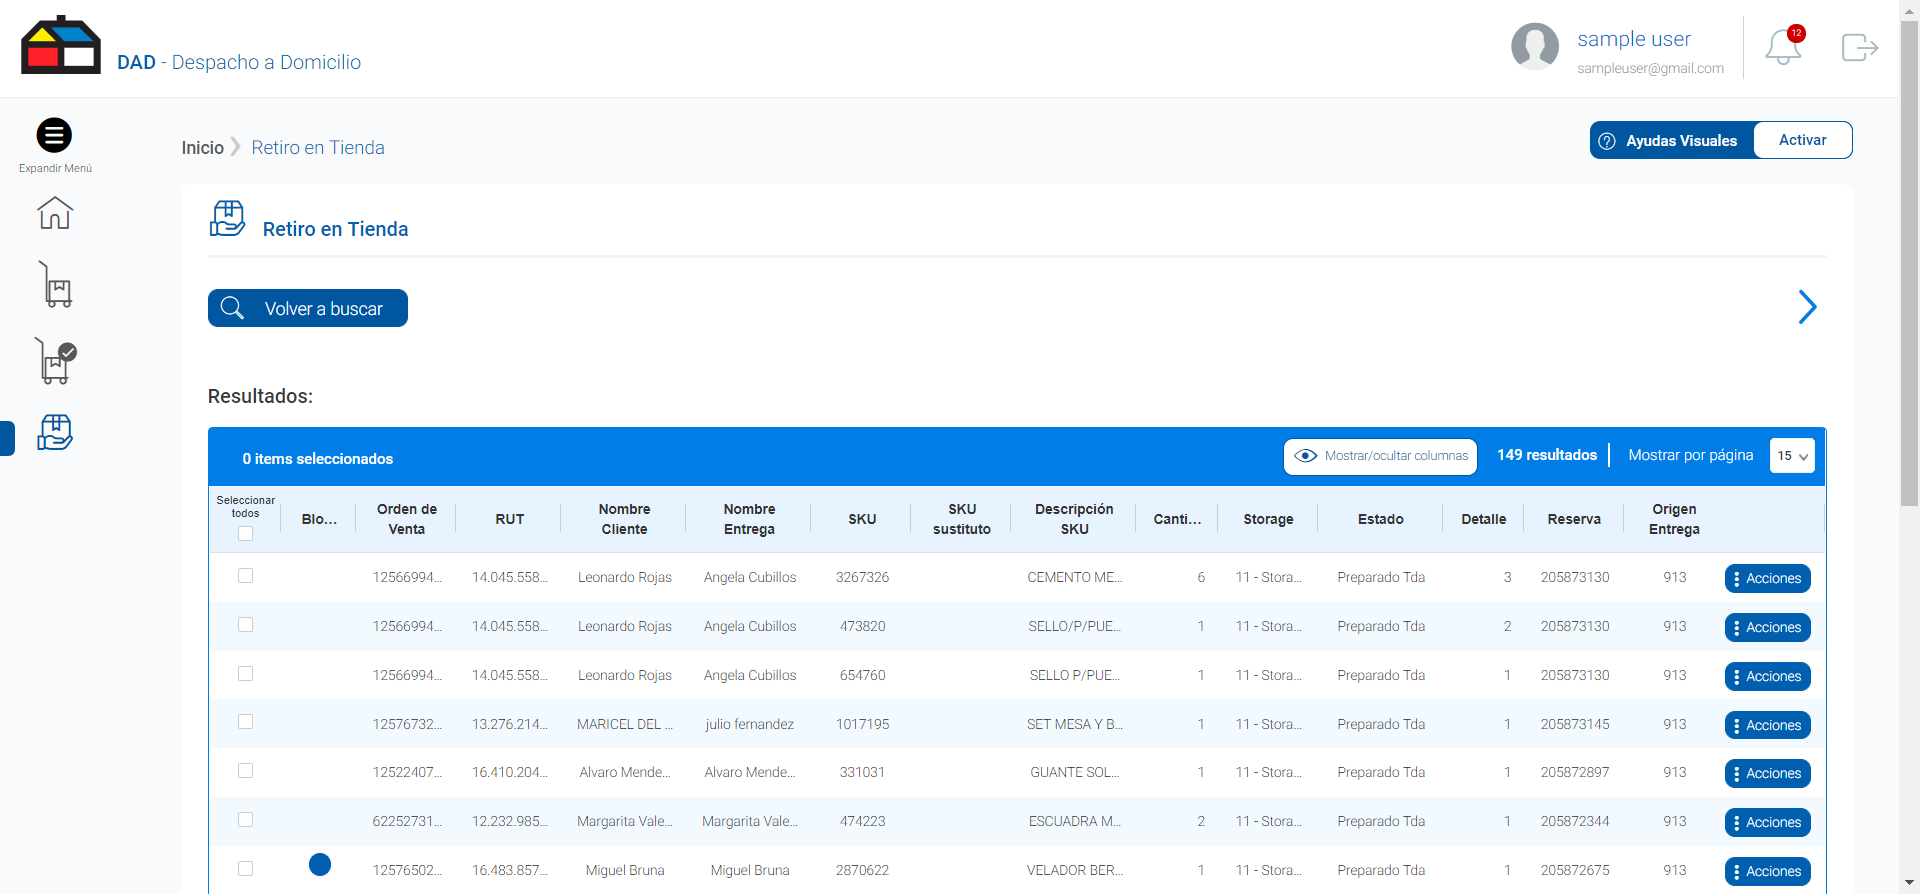 DAD - Despacho a Domicilio
sample user
sampleuser@gmail.com
12
Expandir Menú
Inicio Retiro en Tienda
Ayudas Visuales Activar
Retiro en Tienda
Volver a buscar
Resultados:
0 items seleccionados Mostrar/ocultar columnas 149 resultados Mostrar por página 15
Seleccionar todos Blo... Orden de Venta RUT Nombre Cliente Nombre Entrega SKU SKU sustituto Descripción SKU Canti... Storage Estado Detalle Reserva Origen Entrega
12566994... 14.045.558... Leonardo Rojas Angela Cubillos 3267326 CEMENTO ME... 6 11 - Stora... Preparado Tda 3 205873130 913 Acciones
12566994... 14.045.558... Leonardo Rojas Angela Cubillos 473820 SELLO/P/PUE... 1 11 - Stora... Preparado Tda 2 205873130 913 Acciones
12566994... 14.045.558... Leonardo Rojas Angela Cubillos 654760 SELLO P/PUE... 1 11 - Stora... Preparado Tda 1 205873130 913 Acciones
12576732... 13.276.214... MARICEL DEL ... julio fernandez 1017195 SET MESA Y B... 1 11 - Stora... Preparado Tda 1 205873145 913 Acciones
12522407... 16.410.204... Alvaro Mende... Alvaro Mende... 331031 GUANTE SOL... 1 11 - Stora... Preparado Tda 1 205872897 913 Acciones
62252731... 12.232.985... Margarita Vale... Margarita Vale... 474223 ESCUADRA M... 2 11 - Stora... Preparado Tda 1 205872344 913 Acciones
12576502... 16.483.857... Miguel Bruna Miguel Bruna 2870622 VELADOR BER... 1 11 - Stora... Preparado Tda 1 205872675 913 Acciones